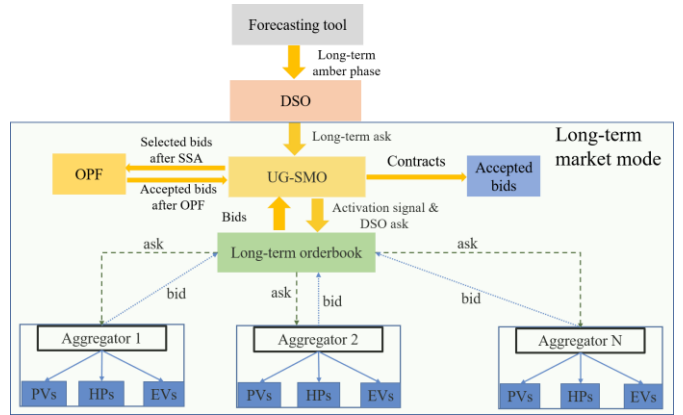 Forecasting tool
Long-term
amber phase
DSO
Long-term ask
Long-term
market mode
Selected bids
after SSA
OPF
UG-SMO
Contracts
Accepted
bids
Accepted bids
after OPF
Bids
Activation signal &
DSO ask
Long-term orderbook
ask
ask
ask
bid
bid
bid
Aggregator 1
Aggregator 2
Aggregator N
PVs
HPs
EVs
PVs
HPs
EVs
PVs
HPs
EVs